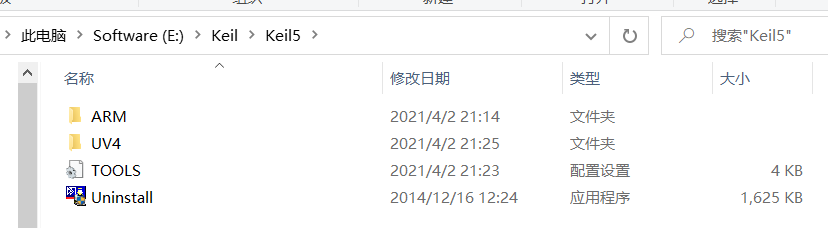 此电脑 > Software (E:) > Keil > Keil5 >
搜索"Keil5"
名称 修改日期 类型 大小
ARM 2021/4/2 21:14 文件夹
UV4 2021/4/2 21:25 文件夹
TOOLS 2021/4/2 21:23 配置设置 4 KB
Uninstall 2014/12/16 12:24 应用程序 1,625 KB